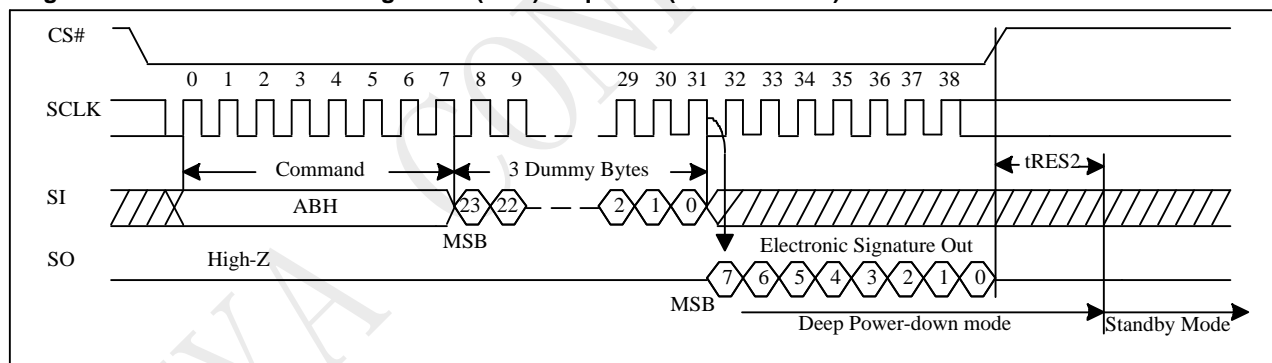 CS#
0 1 2 3 4 5 6 7 8 9 29 30 31 32 33 34 35 36 37 38
SCLK
Command 3 Dummy Bytes tRES2
SI
ABH 23 22 2 1 0
MSB
Electronic Signature Out
SO High-Z
7 6 5 4 3 2 1 0
MSB
Deep Power-down mode Standby Mode